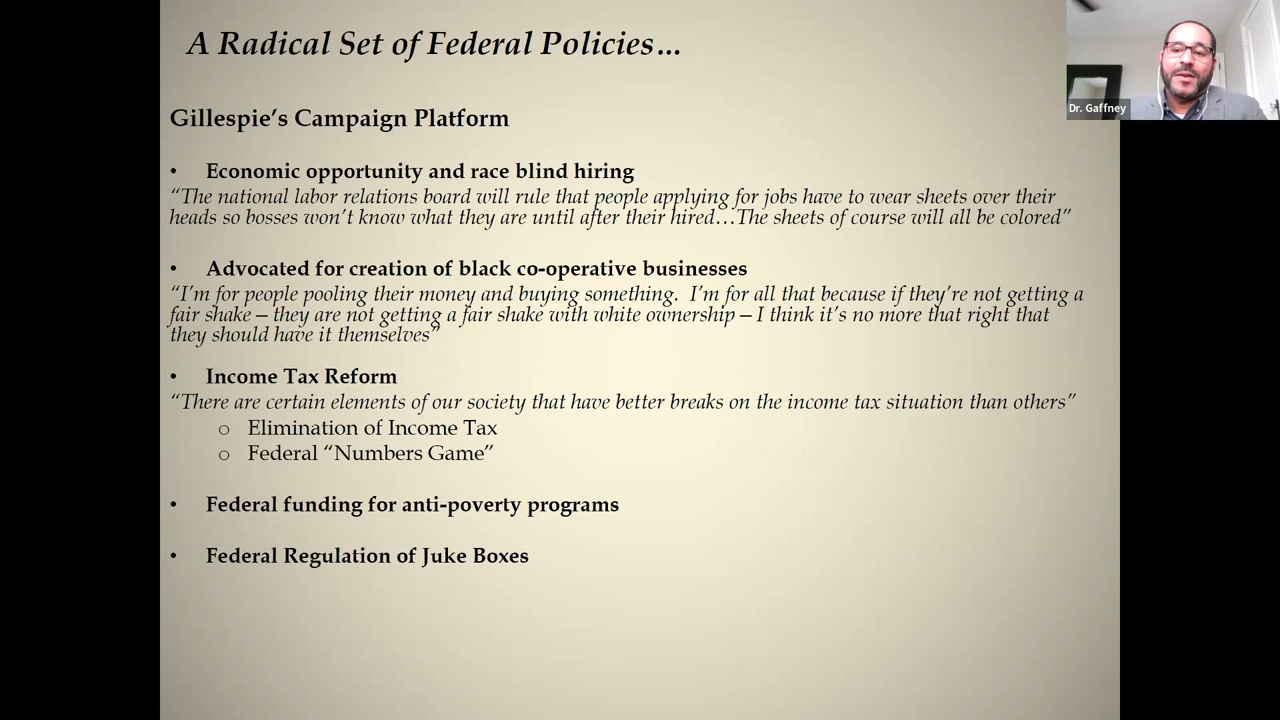 A Radical Set of Federal Policies…
Dr. Gaffney
Gillespie’s Campaign Platform
• Economic opportunity and race blind hiring
“The national labor relations board will rule that people applying for jobs have to wear sheets over their
heads so bosses won’t know what they are until after their hired…The sheets of course will all be colored”
• Advocated for creation of black co-operative businesses
“I’m for people pooling their money and buying something.  I’m for all that because if they’re not getting a
fair shake – they are not getting a fair shake with white ownership – I think it’s no more that right that
they should have it themselves”
• Income Tax Reform
“There are certain elements of our society that have better breaks on the income tax situation than others”
o Elimination of Income Tax
o Federal “Numbers Game”
• Federal funding for anti-poverty programs
• Federal Regulation of Juke Boxes